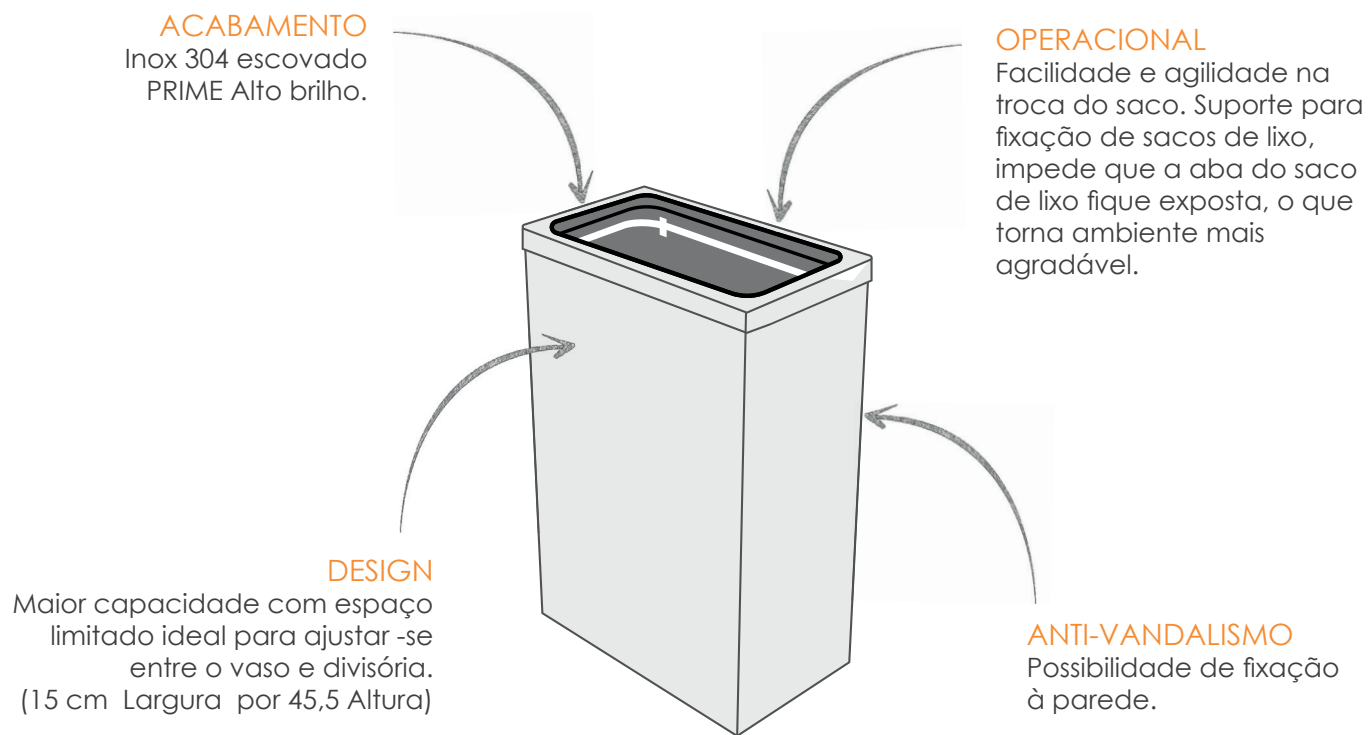 ACABAMENTO
Inox 304 escovado
PRIME Alto brilho.
OPERACIONAL
Facilidade e agilidade na
troca do saco. Suporte para
fixação de sacos de lixo,
impede que a aba do saco
de lixo fique exposta, o que
torna ambiente mais
agradável.
DESIGN
Maior capacidade com espaço
limitado ideal para ajustar -se
entre o vaso e divisória.
(15 cm Largura por 45,5 Altura)
ANTI-VANDALISMO
Possibilidade de fixação
à parede.